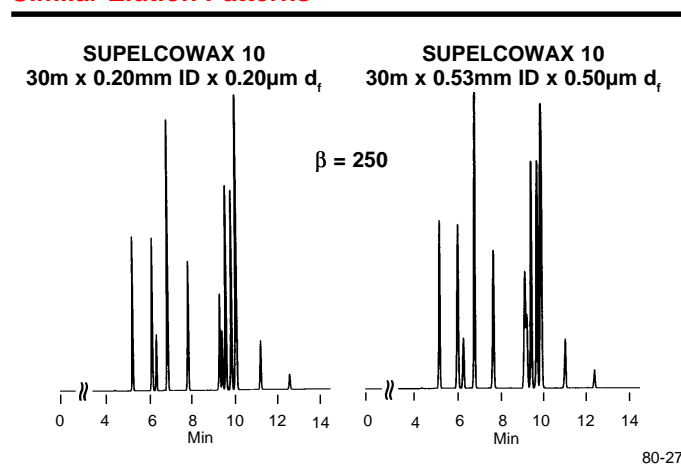 Similar Elution Patterns
SUPELCOWAX 10
30m x 0.20mm ID x 0.20µm df
SUPELCOWAX 10
30m x 0.53mm ID x 0.50µm df
β = 250
0 4 6 8 10 12 14
Min
0 4 6 8 10 12 14
Min
80-27